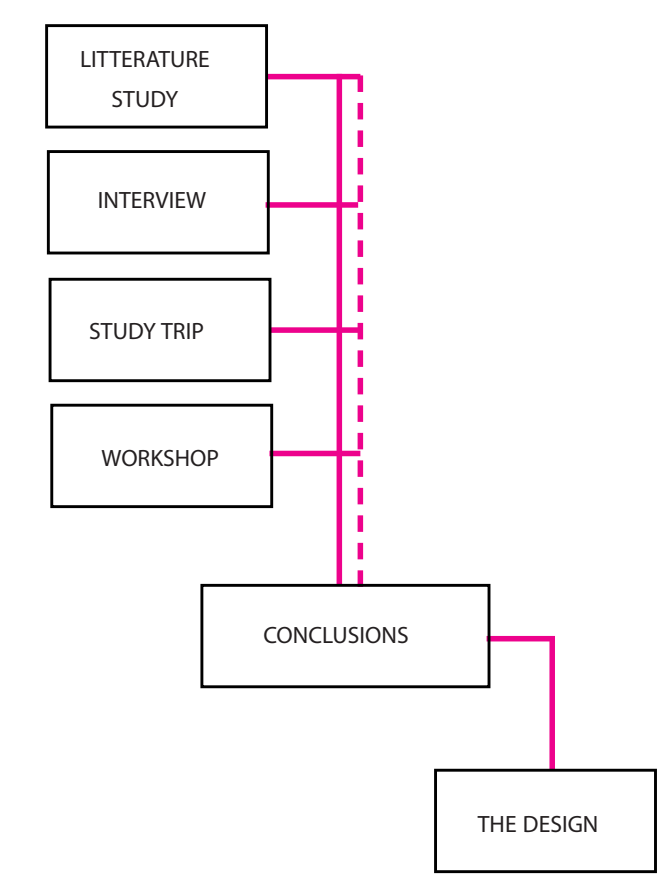 LITTERATURE
STUDY
INTERVIEW
STUDY TRIP
WORKSHOP
CONCLUSIONS
THE DESIGN